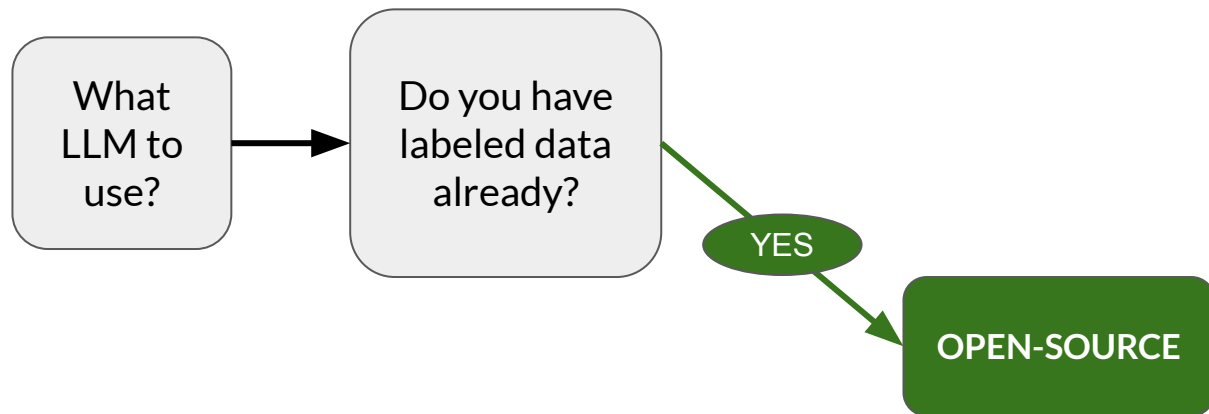 What
LLM to
use?
Do you have
labeled data
already?
YES
OPEN-SOURCE